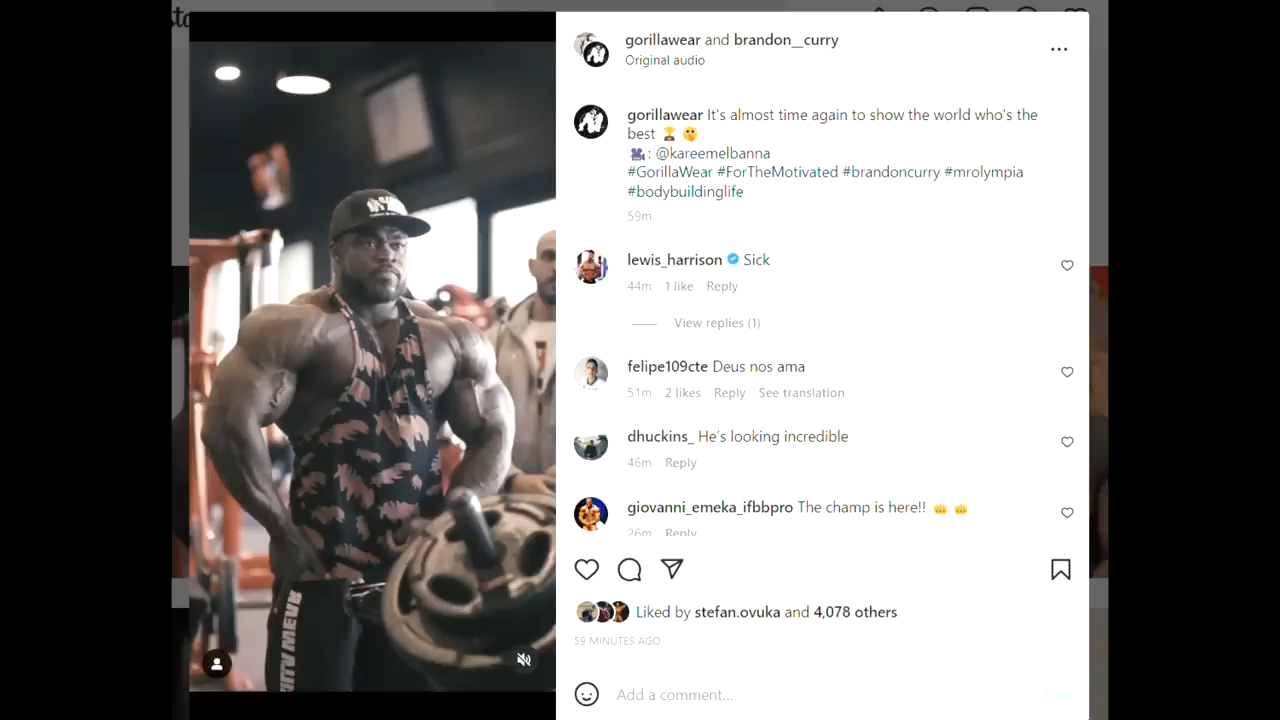 gorillawear and brandon__curry
Original audio
gorillawear It's almost time again to show the world who's the
best 🏆 🤫
🎥: @kareemelbanna
#GorillaWear #ForTheMotivated #brandoncurry #mrolympia
#bodybuildinglife
59m
lewis_harrison Sick
44m 1 like Reply
View replies (1)
felipe109cte Deus nos ama
51m 2 likes Reply See translation
dhuckins_ He's looking incredible
46m Reply
giovanni_emeka_ifbbpro The champ is here!! 👑 👑
26m Reply
Liked by stefan.ovuka and 4,078 others
59 MINUTES AGO
Add a comment...